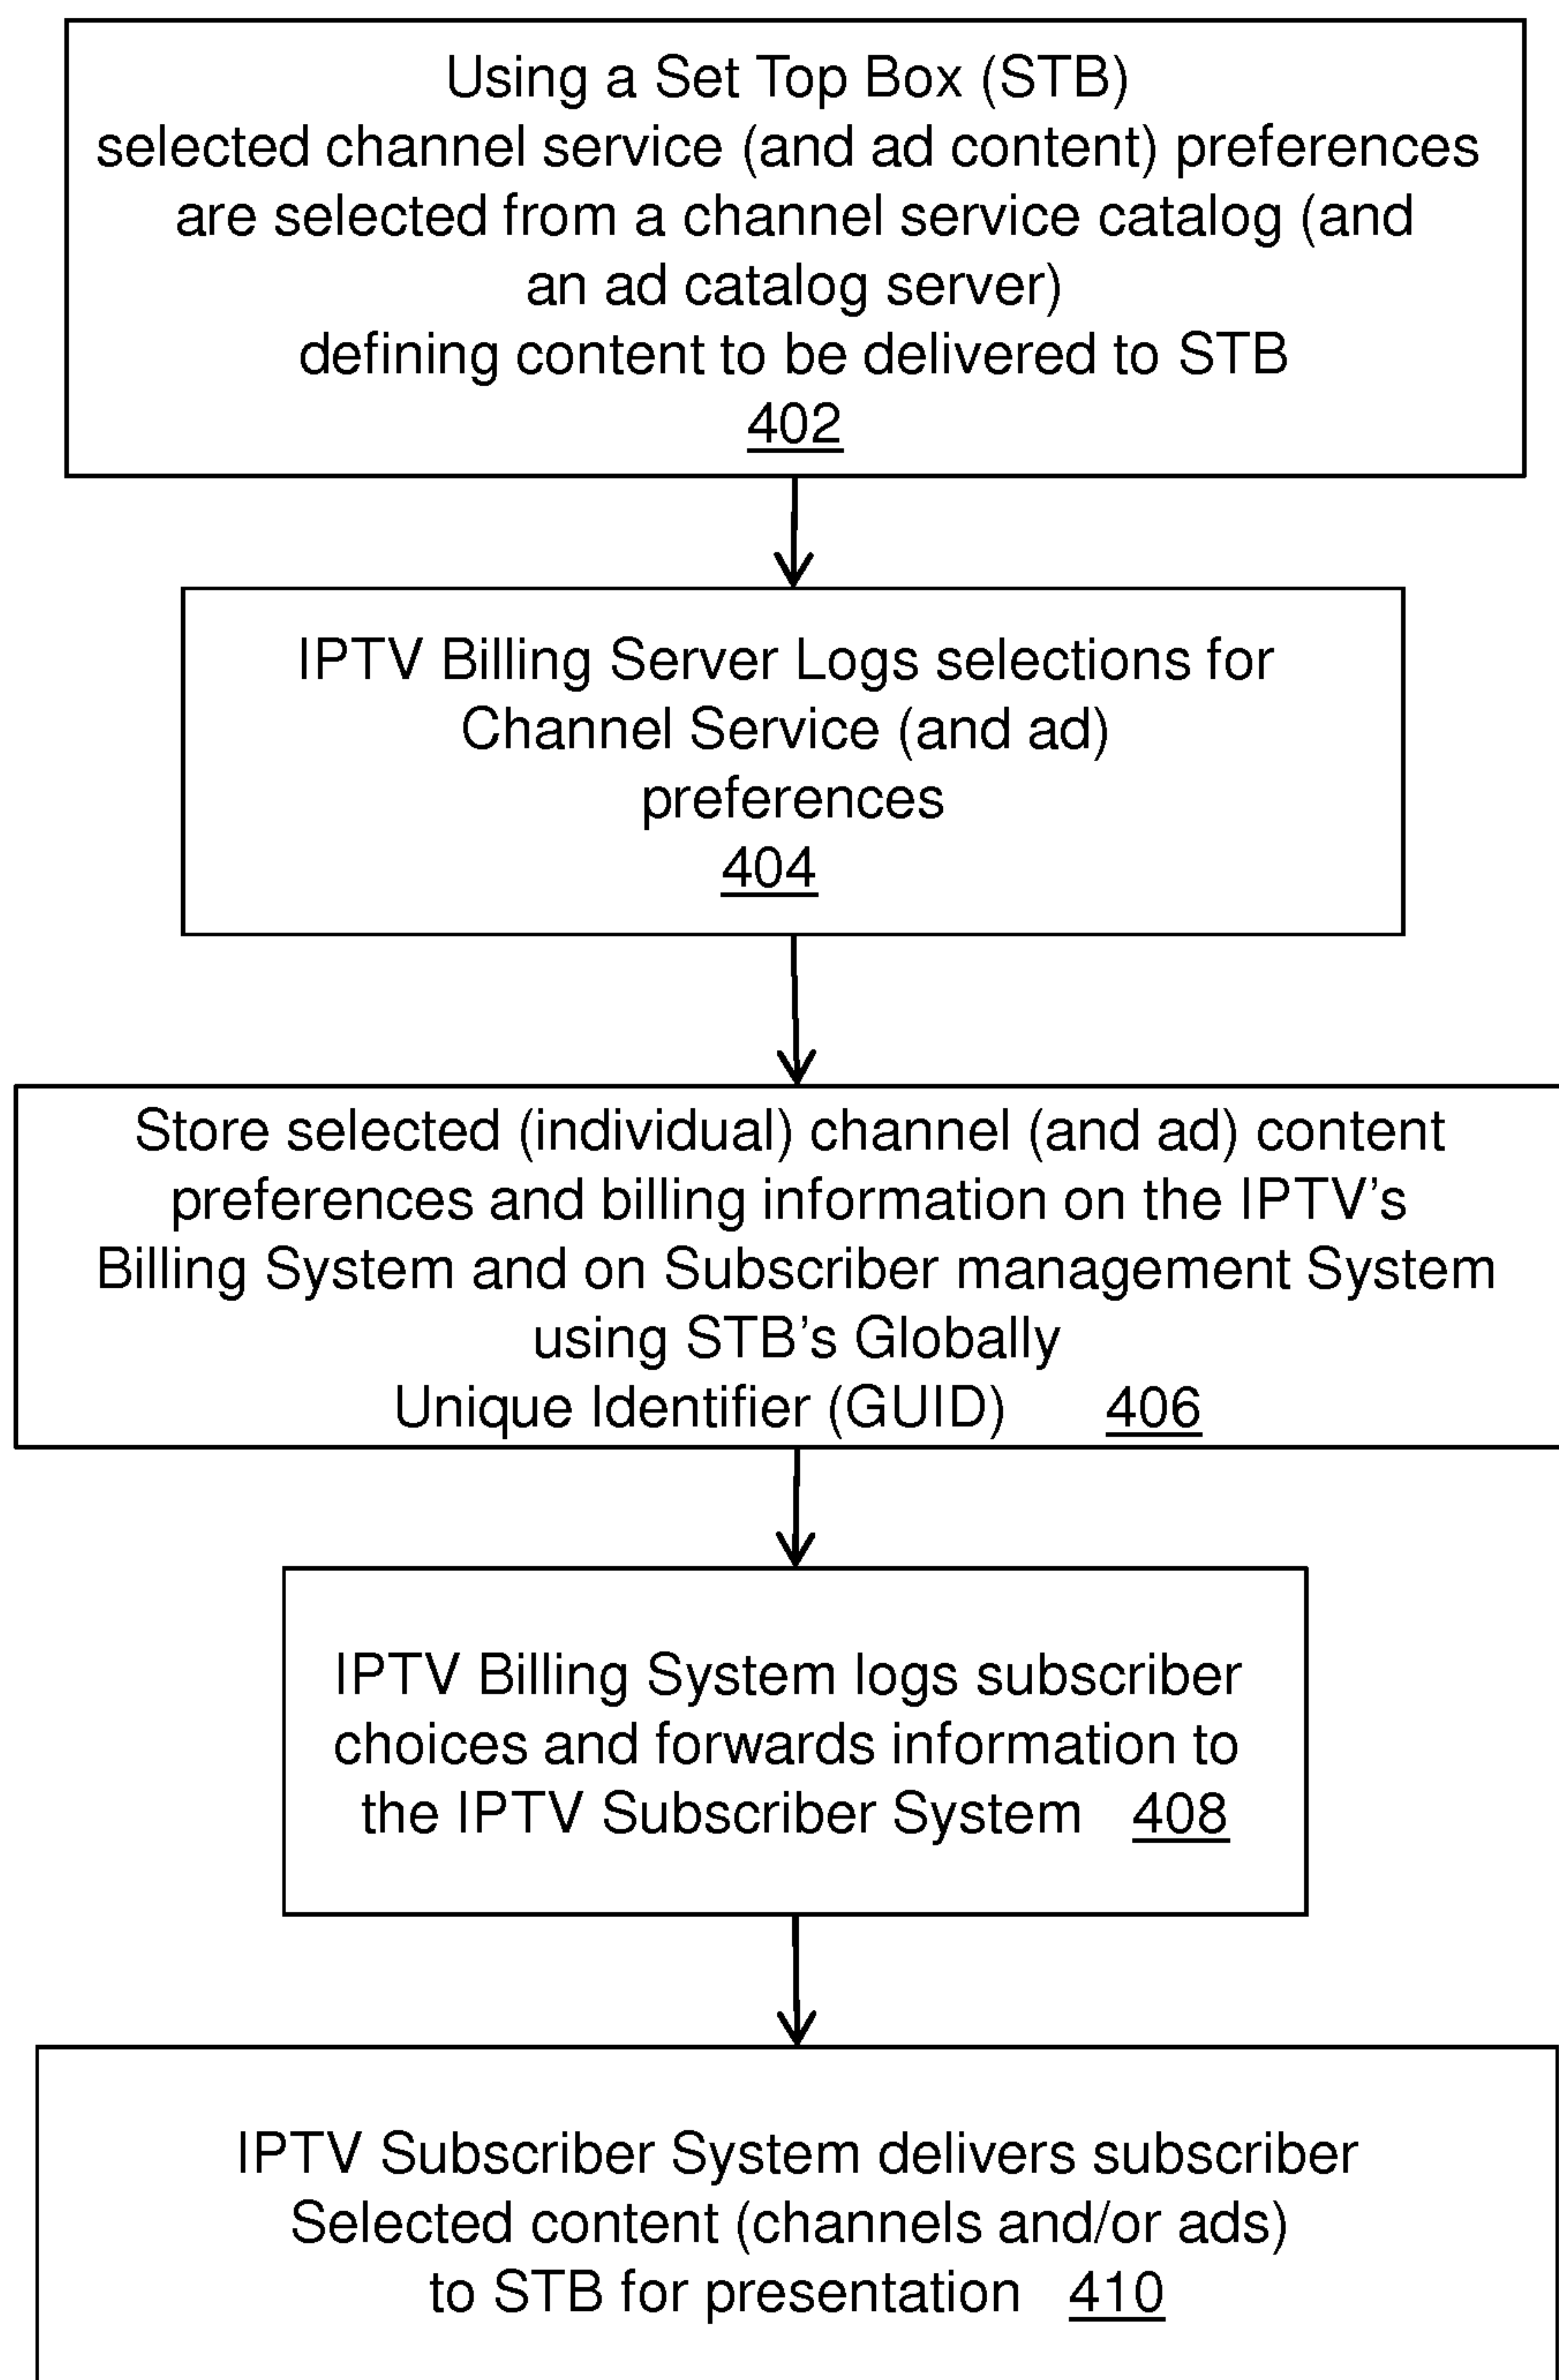 Using a Set Top Box (STB)
selected channel service (and ad content) preferences
are selected from a channel service catalog (and
an ad catalog server)
defining content to be delivered to STB
402
IPTV Billing Server Logs selections for
Channel Service (and ad)
preferences
404
Store selected (individual) channel (and ad) content
preferences and billing information on the IPTV's
Billing System and on Subscriber management System
using STB's Globally
Unique Identifier (GUID) 406
IPTV Billing System logs subscriber
choices and forwards information to
the IPTV Subscriber System 408
IPTV Subscriber System delivers subscriber
Selected content (channels and/or ads)
to STB for presentation 410